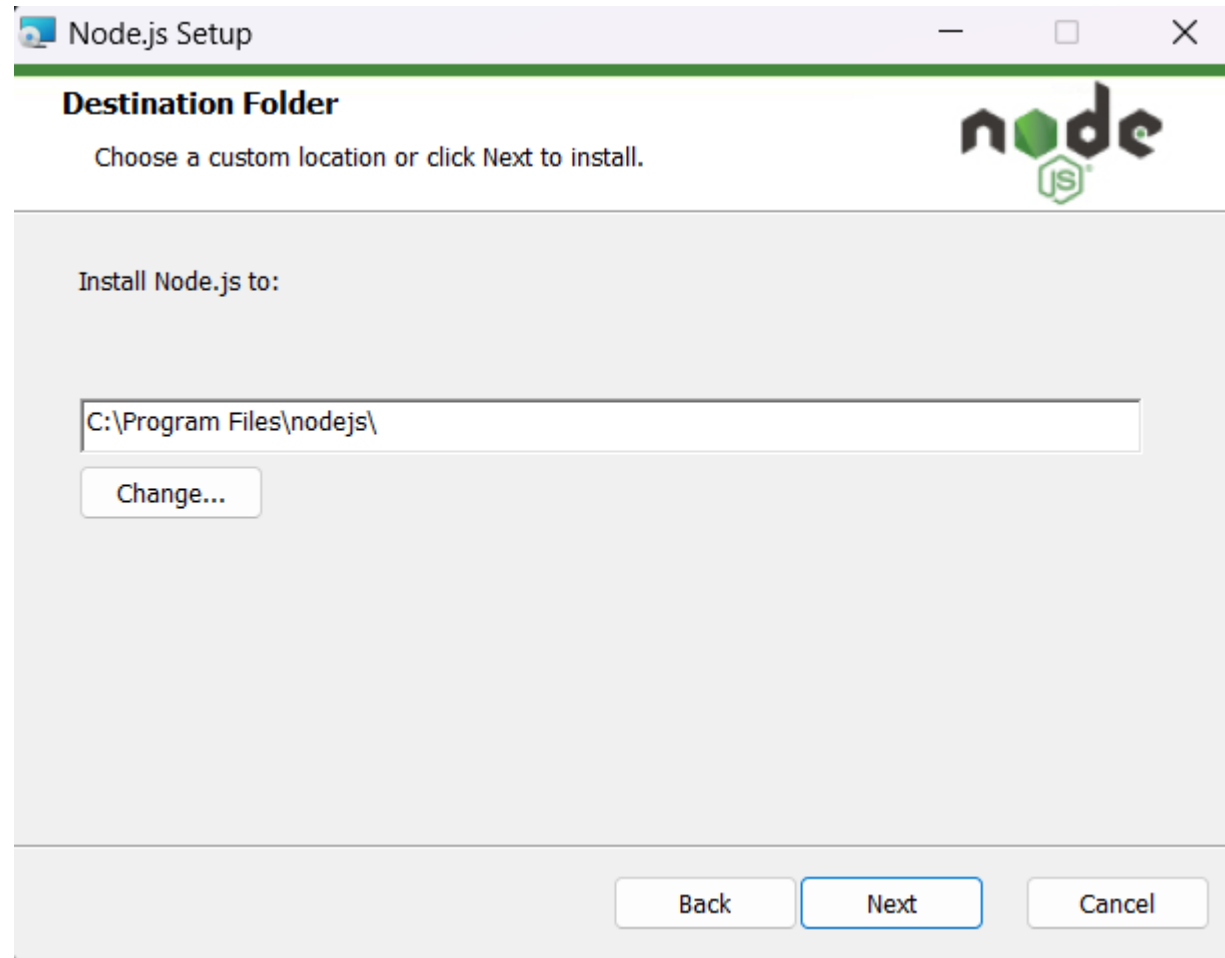 Node.js Setup
Destination Folder
Choose a custom location or click Next to install.
node
JS
Install Node.js to:
C:\Program Files\nodejs\
Change...
Back Next Cancel